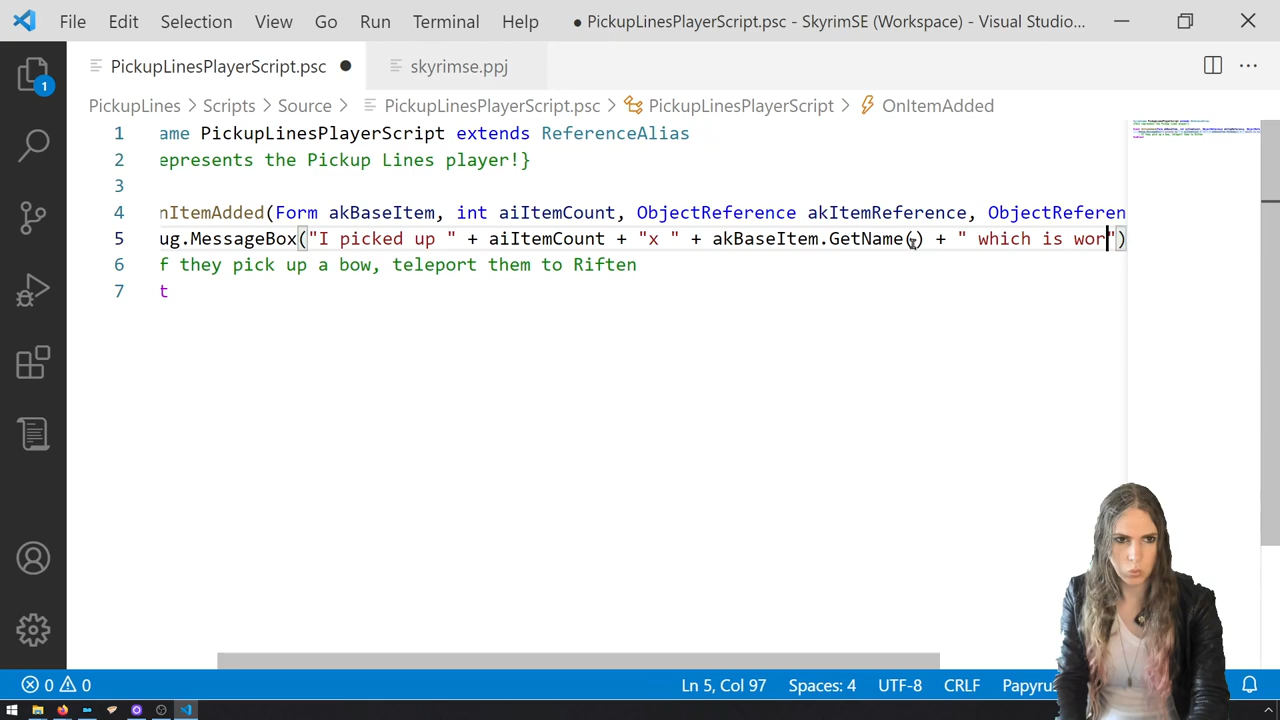 File Edit Selection View Go Run Terminal Help ● PickupLinesPlayerScript.psc - SkyrimSE (Workspace) - Visual Studio...
PickupLinesPlayerScript.psc ● skyrimse.ppj
1
PickupLines > Scripts > Source > PickupLinesPlayerScript.psc > PickupLinesPlayerScript > OnItemAdded
1 ame PickupLinesPlayerScript extends ReferenceAlias
2 epresents the Pickup Lines player!}
3
4 nItemAdded(Form akBaseItem, int aiItemCount, ObjectReference akItemReference, ObjectReferen
5 ug.MessageBox("I picked up " + aiItemCount + "x " + akBaseItem.GetName() + " which is wor")
6 f they pick up a bow, teleport them to Riften
7 t
0 0 Ln 5, Col 97 Spaces: 4 UTF-8 CRLF Papyru